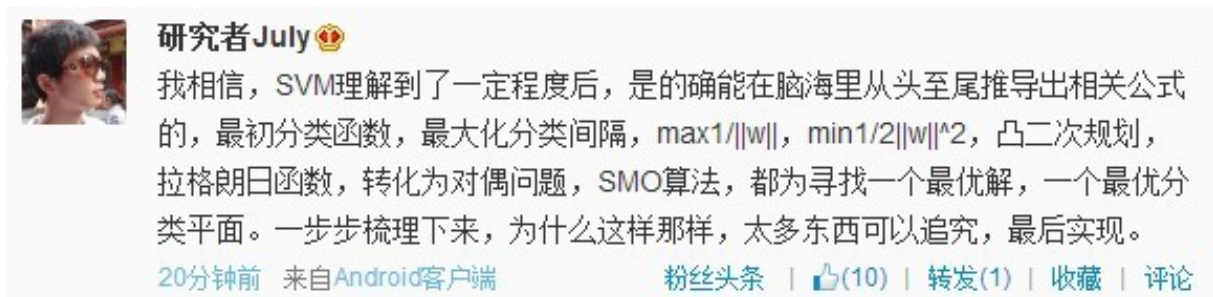 研究者July
我相信，SVM理解到了一定程度后，是的确能在脑海里从头至尾推导出相关公式
的，最初分类函数，最大化分类间隔，max1/||w||，min1/2||w||^2，凸二次规划，
拉格朗日函数，转化为对偶问题，SMO算法，都为寻找一个最优解，一个最优分
类平面。一步步梳理下来，为什么这样那样，太多东西可以追究，最后实现。
20分钟前 来自Android客户端 粉丝头条 | (10) | 转发(1) | 收藏 | 评论